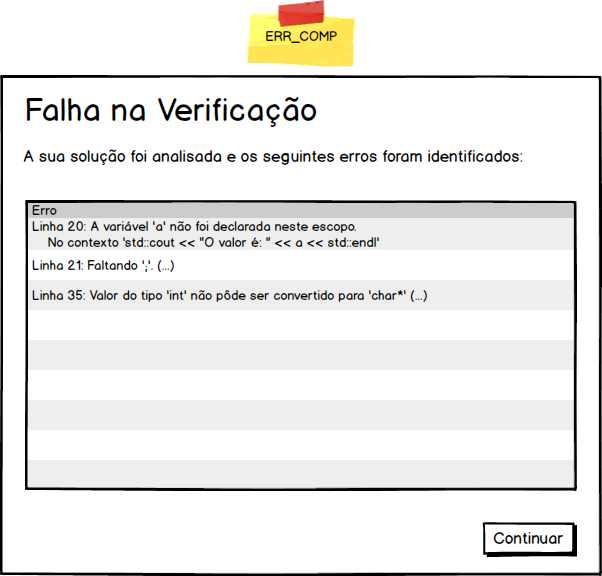 ERR_COMP
Falha na Verificação
A sua solução foi analisada e os seguintes erros foram identificados:
Erro
Linha 20: A variável 'a' não foi declarada neste escopo.
No contexto 'std::cout << "O valor é: " << a << std::endl'
Linha 21: Faltando ';'. (...)
Linha 35: Valor do tipo 'int' não pôde ser convertido para 'char*' (...)
Continuar